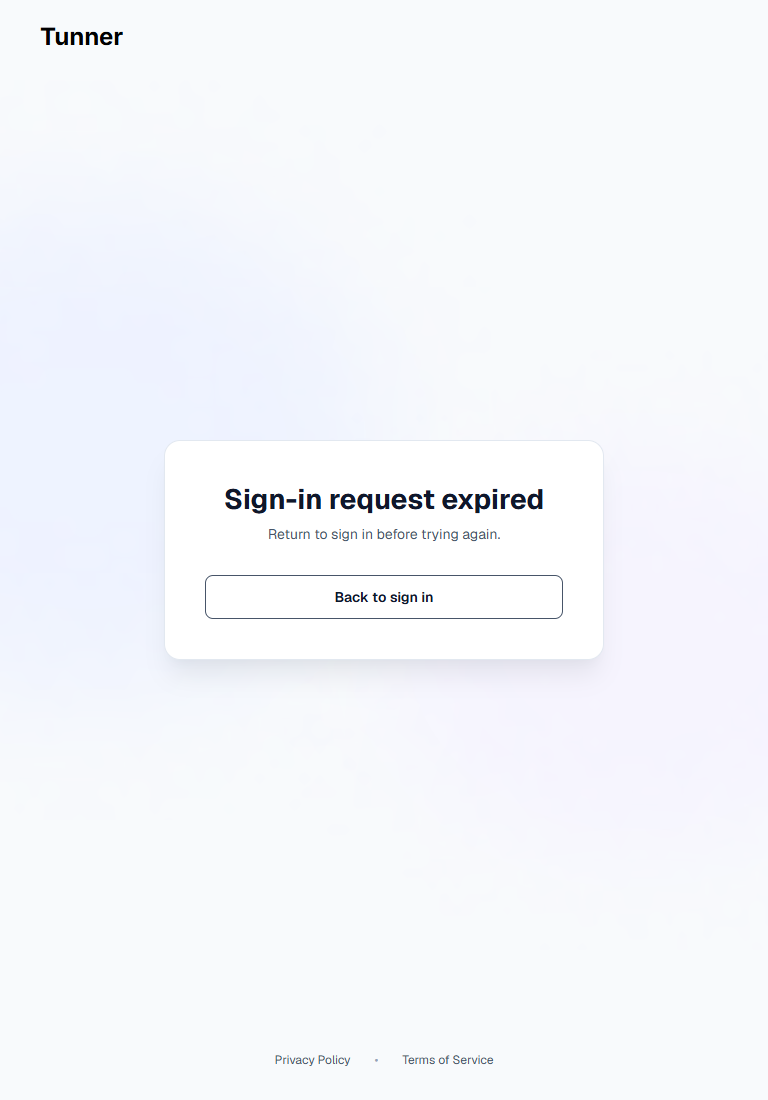 Tunner
Sign-in request expired
Return to sign in before trying again.
Back to sign in
Privacy Policy • Terms of Service